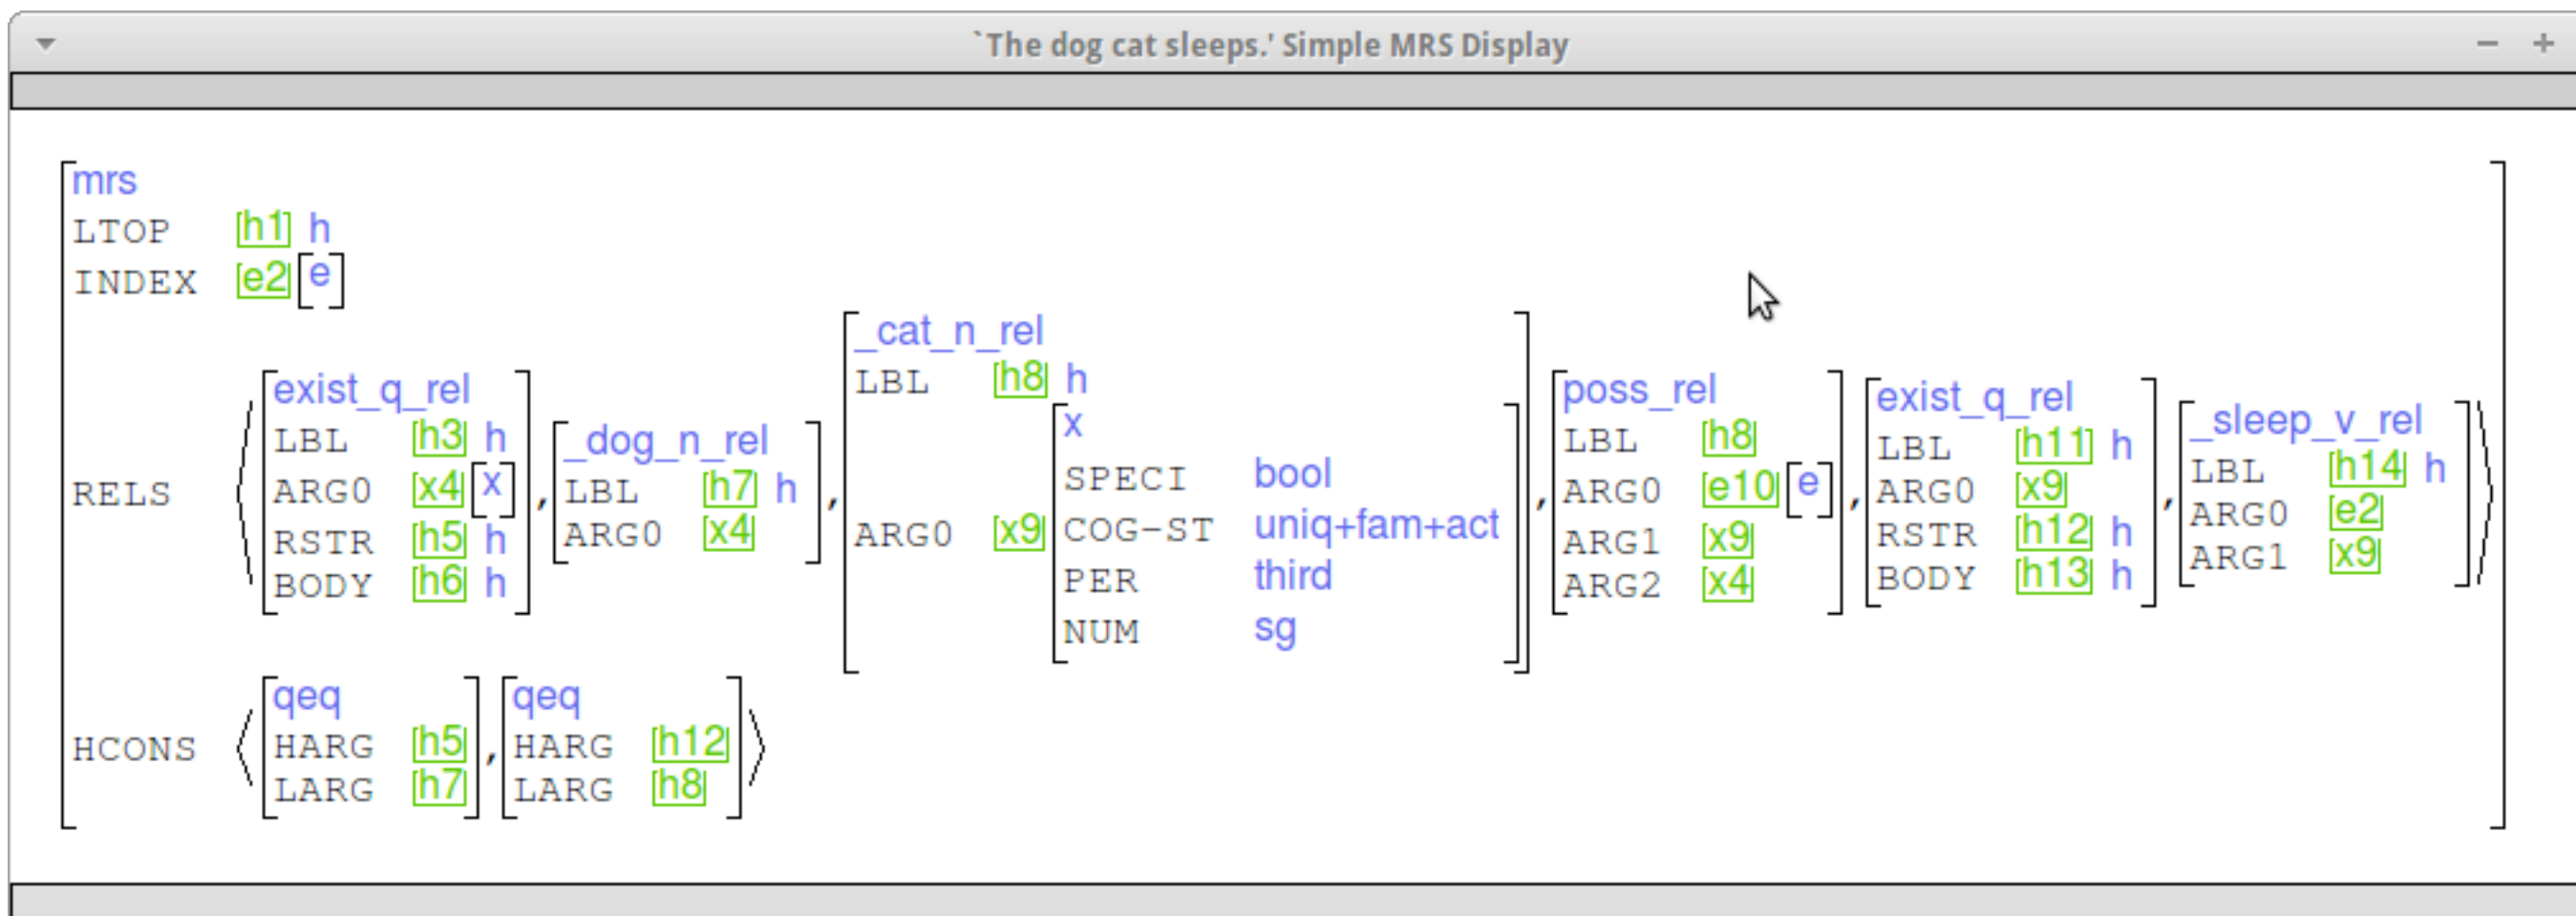 `The dog cat sleeps.' Simple MRS Display
mrs
LTOP h1 h
INDEX e2 e
RELS
exist_q_rel
LBL h3 h
ARG0 x4 x
RSTR h5 h
BODY h6 h
,
_dog_n_rel
LBL h7 h
ARG0 x4
,
_cat_n_rel
LBL h8 h
ARG0 x9
x
SPECI bool
COG-ST uniq+fam+act
PER third
NUM sg
,
poss_rel
LBL h8
ARG0 e10 e
ARG1 x9
ARG2 x4
,
exist_q_rel
LBL h11 h
ARG0 x9
RSTR h12 h
BODY h13 h
,
_sleep_v_rel
LBL h14 h
ARG0 e2
ARG1 x9
HCONS
qeq
HARG h5
LARG h7
,
qeq
HARG h12
LARG h8